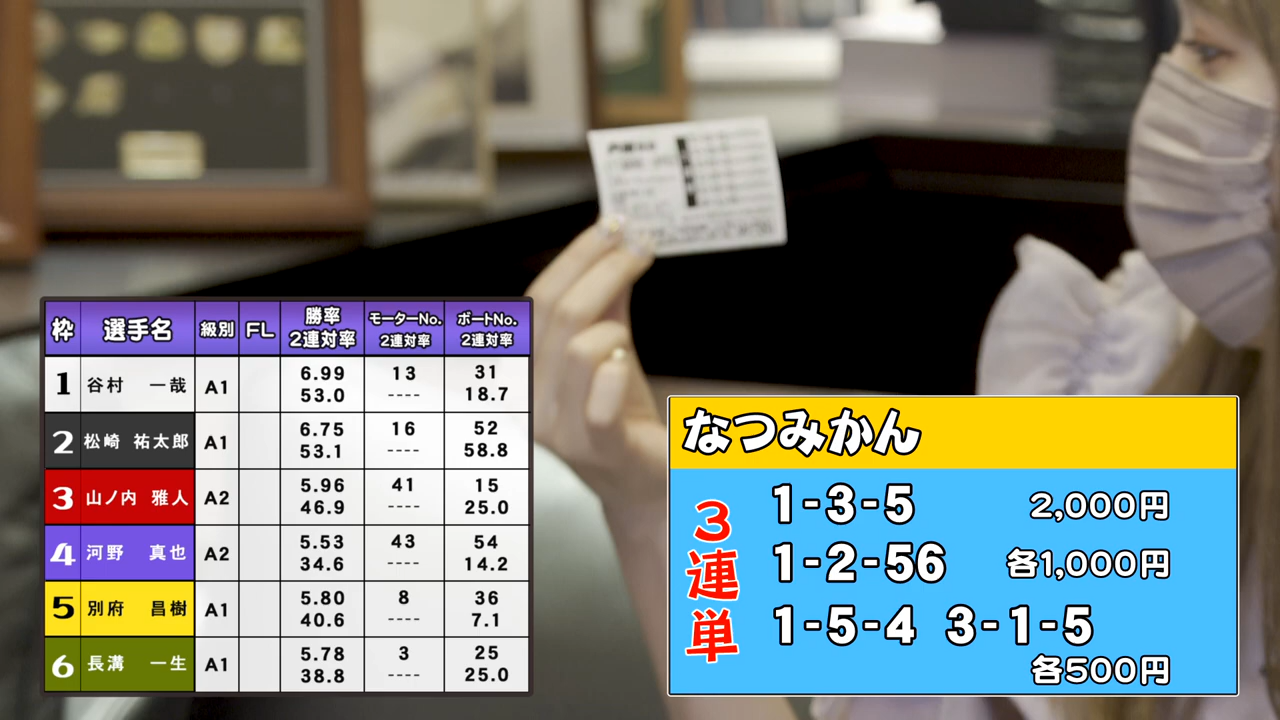 枠 選手名 級別 FL 勝率 2連対率 モーターNo. 2連対率 ボートNo. 2連対率
1 谷村 一哉 A1 6.99 53.0 13 ---- 31 18.7
2 松崎 祐太郎 A1 6.75 53.1 16 ---- 52 58.8
3 山ノ内 雅人 A2 5.96 46.9 41 ---- 15 25.0
4 河野 真也 A2 5.53 34.6 43 ---- 54 14.2
5 別府 昌樹 A1 5.80 40.6 8 ---- 36 7.1
6 長溝 一生 A1 5.78 38.8 3 ---- 25 25.0
なつみかん
3連単
1-3-5 2,000円
1-2-56 各1,000円
1-5-4 3-1-5
各500円